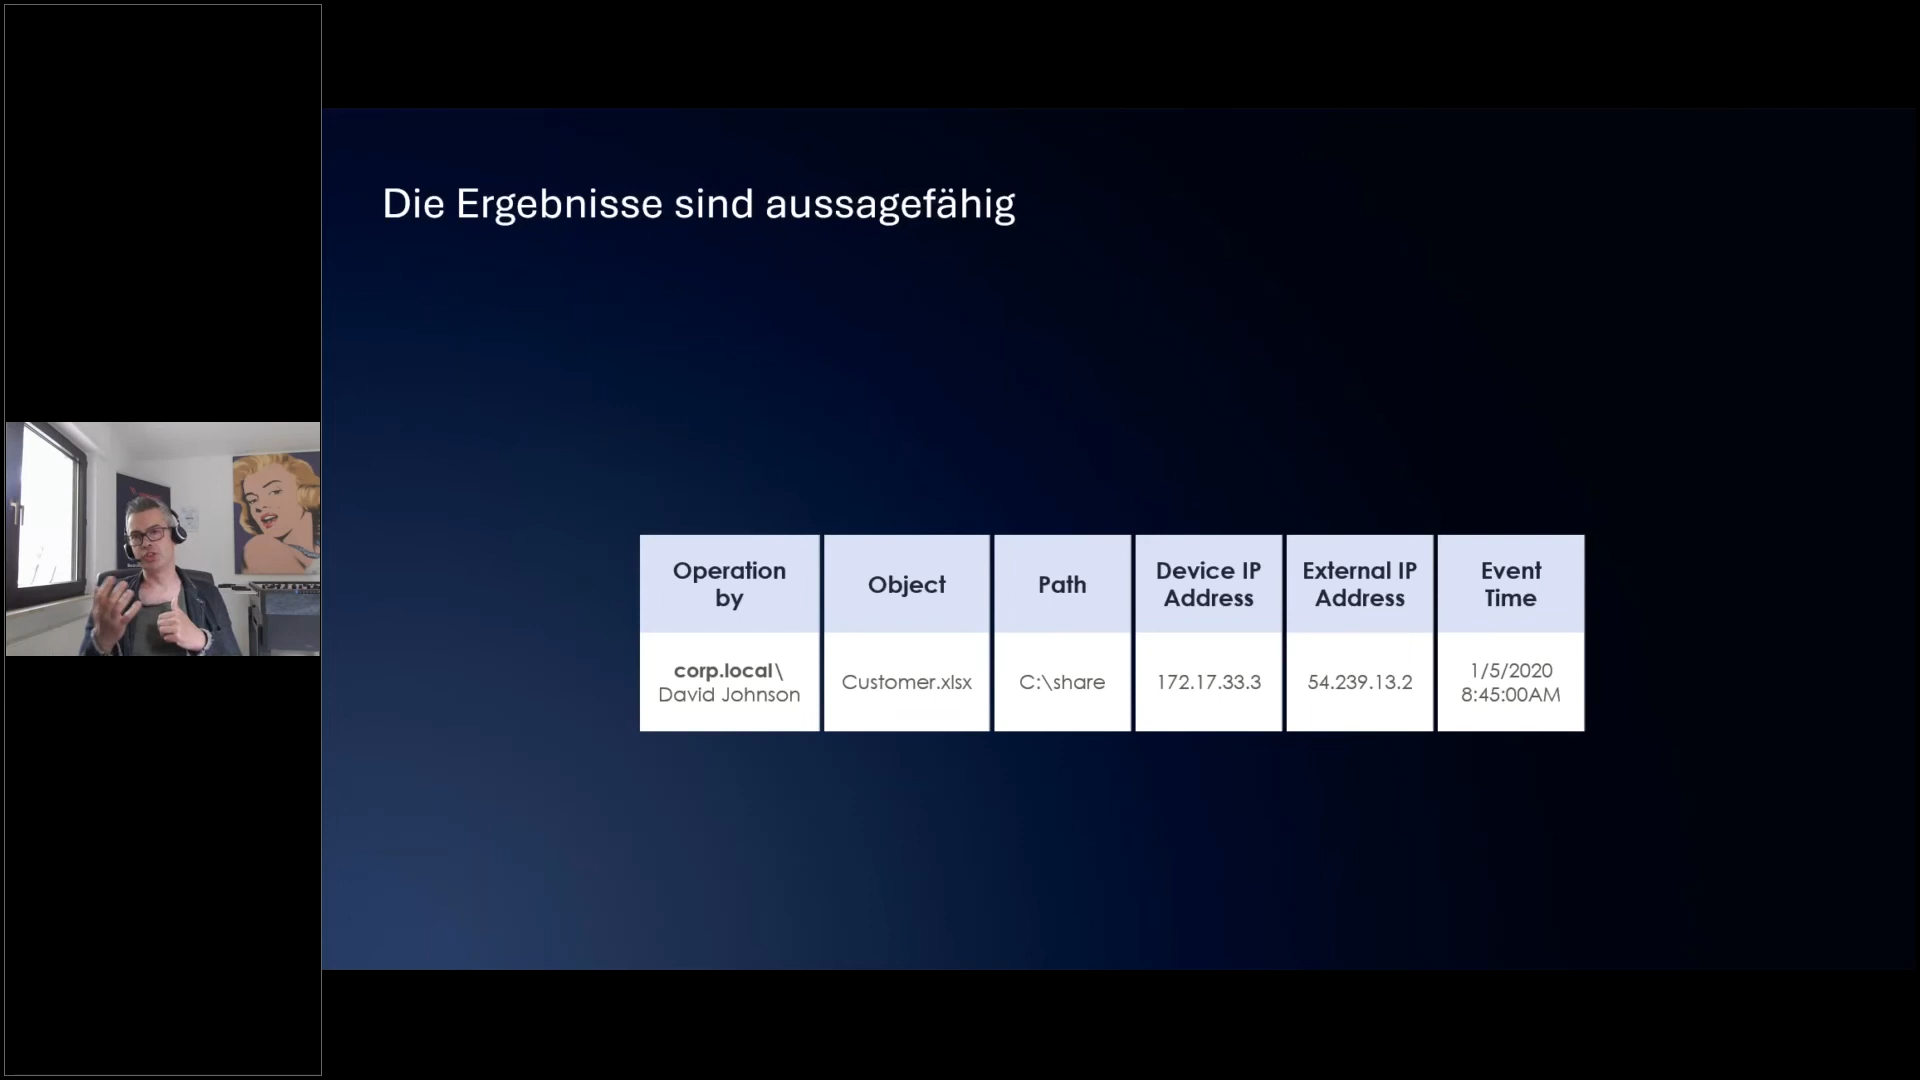 Die Ergebnisse sind aussagefähig
Operation by
Object
Path
Device IP Address
External IP Address
Event Time
corp.local\
David Johnson
Customer.xlsx
C:\share
172.17.33.3
54.239.13.2
1/5/2020
8:45:00AM